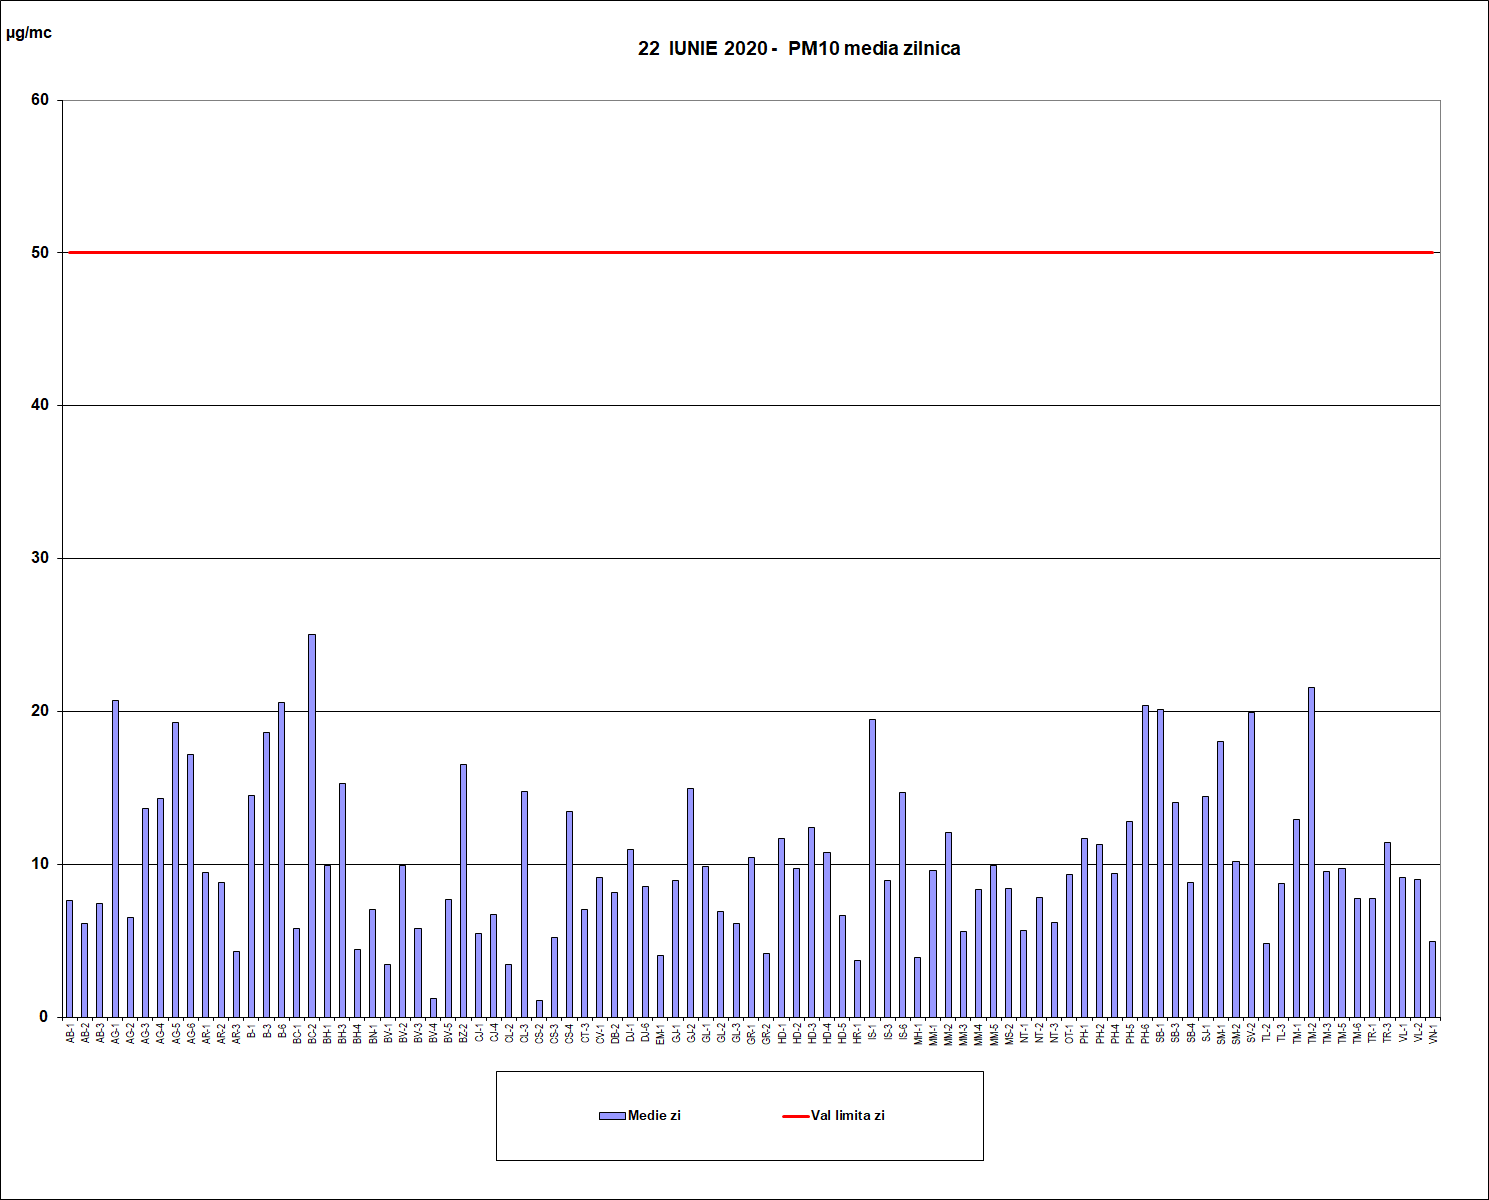 µg/mc
22 IUNIE 2020 - PM10 media zilnica
60
50
40
30
20
10
0
AB-1 AB-2 AB-3 AG-1 AG-2 AG-3 AG-4 AG-5 AG-6 AR-1 AR-2 AR-3 B-1 B-3 B-6 BC-1 BC-2 BH-1 BH-3 BH-4 BN-1 BV-1 BV-2 BV-3 BV-4 BV-5 BZ-2 CJ-1 CJ-4 CL-2 CL-3 CS-2 CS-3 CS-4 CT-3 CV-1 DB-2 DJ-1 DJ-6 EM-1 GJ-1 GJ-2 GL-1 GL-2 GL-3 GR-1 GR-2 HD-1 HD-2 HD-3 HD-4 HD-5 HR-1 IS-1 IS-3 IS-6 MH-1 MM-1 MM-2 MM-3 MM-4 MM-5 MS-2 NT-1 NT-2 NT-3 OT-1 PH-1 PH-2 PH-4 PH-5 PH-6 SB-1 SB-3 SB-4 SJ-1 SM-1 SM-2 SV-2 TL-2 TL-3 TM-1 TM-2 TM-3 TM-5 TM-6 TR-1 TR-3 VL-1 VL-2 VN-1
Medie zi Val limita zi